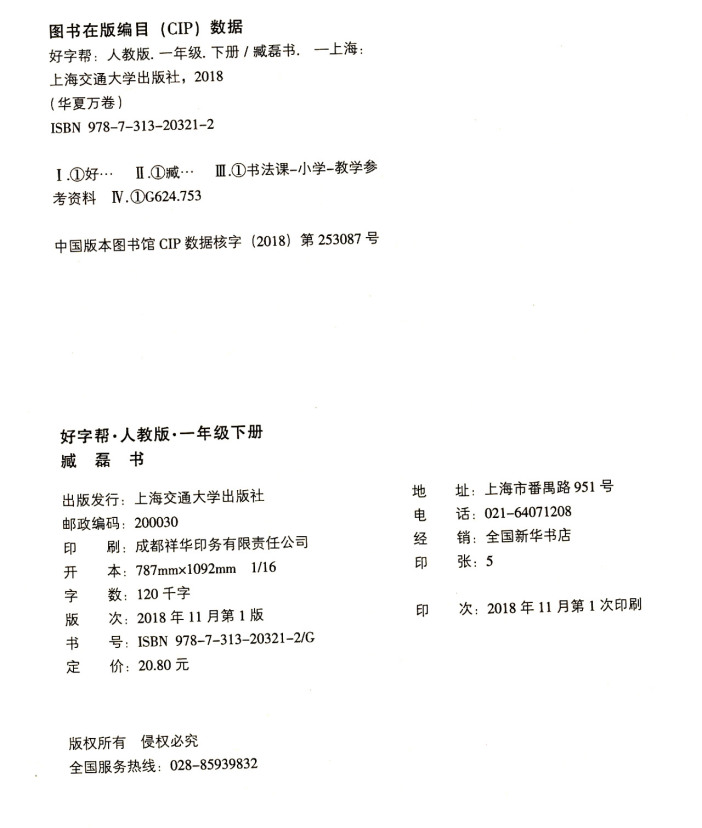 图书在版编目（CIP）数据
好字帮：人教版. 一年级. 下册 / 臧磊书. —上海：
上海交通大学出版社，2018
（华夏万卷）
ISBN 978-7-313-20321-2
Ⅰ.①好… Ⅱ.①臧… Ⅲ.①书法课-小学-教学参
考资料 Ⅳ.①G624.753
中国版本图书馆 CIP 数据核字（2018）第 253087 号
好字帮·人教版·一年级下册
臧 磊 书
出版发行：上海交通大学出版社
邮政编码：200030
印 刷：成都祥华印务有限责任公司
开 本：787mm×1092mm 1/16
字 数：120 千字
版 次：2018 年 11 月第 1 版
书 号：ISBN 978-7-313-20321-2/G
定 价：20.80 元
地 址：上海市番禺路 951 号
电 话：021-64071208
经 销：全国新华书店
印 张：5
印 次：2018 年 11 月第 1 次印刷
版权所有 侵权必究
全国服务热线：028-85939832